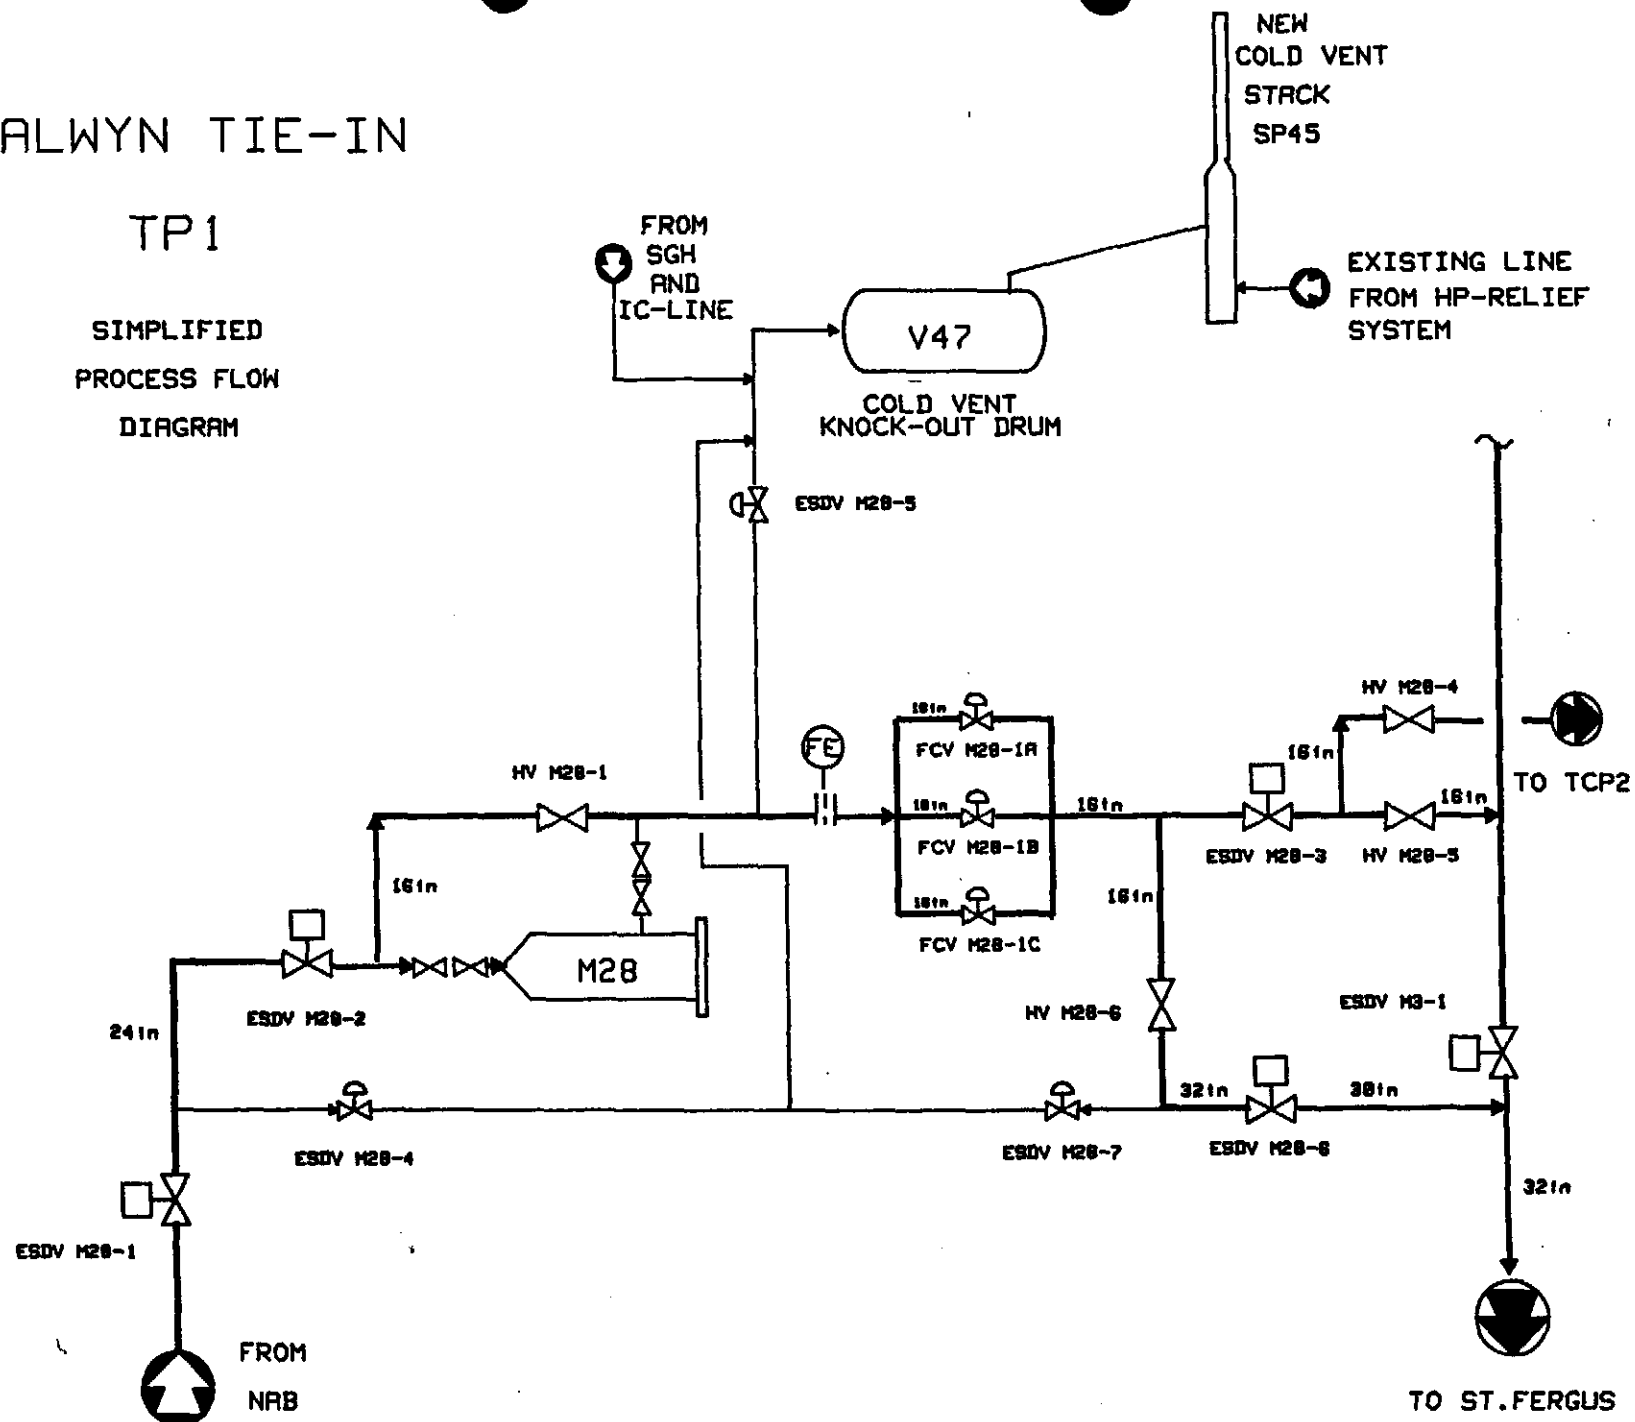 NEW
COLD VENT
STACK
SP45
ALWYN TIE-IN
TP1
SIMPLIFIED
PROCESS FLOW
DIAGRAM
FROM
SGH
AND
IC-LINE
EXISTING LINE
FROM HP-RELIEF
SYSTEM
V47
COLD VENT
KNOCK-OUT DRUM
ESDV M28-5
HV M28-4
16in
FCV M28-1A
FE
16in
TO TCP2
HV M28-1
16in
16in
16in
FCV M28-1B
ESDV M28-3
HV M28-5
16in
16in
16in
FCV M28-1C
M28
ESDV M28-2
HV M28-6
ESDV M3-1
24in
32in
30in
ESDV M28-4
ESDV M28-7
ESDV M28-6
32in
ESDV M28-1
FROM
NAB
TO ST.FERGUS